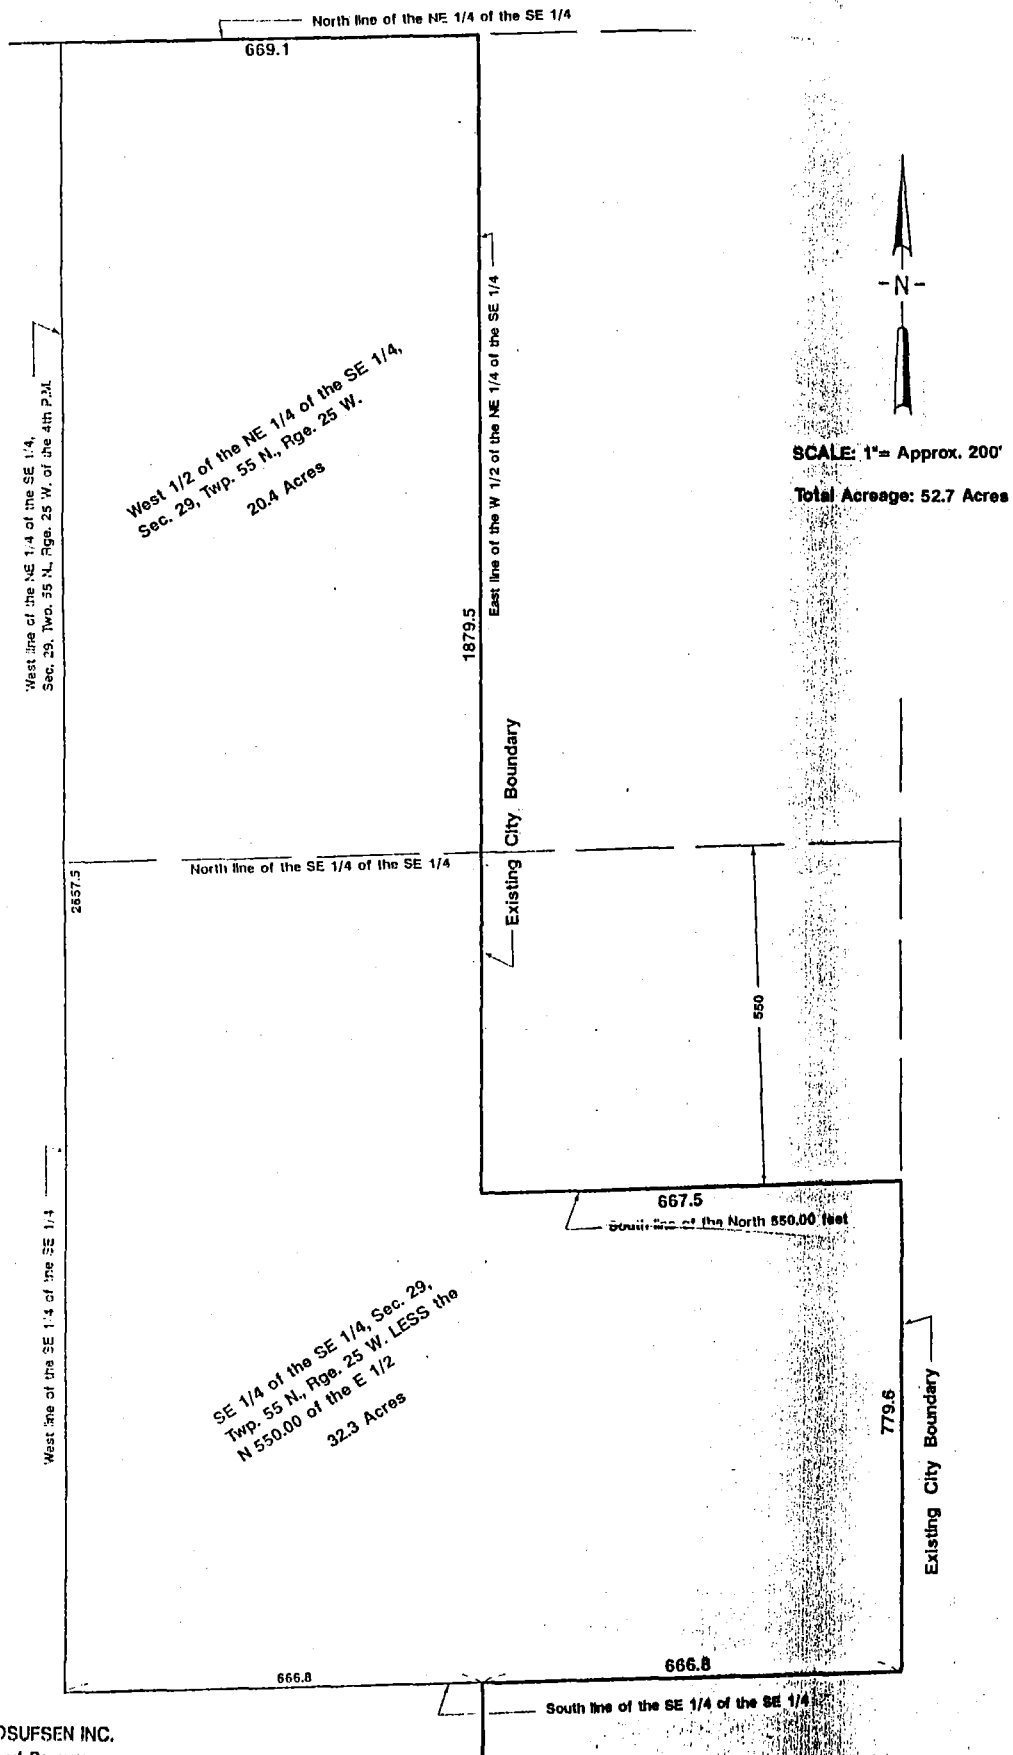 North line of the NE 1/4 of the SE 1/4
669.1
West line of the NE 1/4 of the SE 1/4,
Sec. 29, Twp. 55 N., Rge. 25 W. of the 4th P.M.
West 1/2 of the NE 1/4 of the SE 1/4,
Sec. 29, Twp. 55 N., Rge. 25 W.
20.4 Acres
East line of the W 1/2 of the NE 1/4 of the SE 1/4
1879.5
-N-
SCALE: 1"= Approx. 200'
Total Acreage: 52.7 Acres
Existing City Boundary
North line of the SE 1/4 of the SE 1/4
2657.5
550
667.5
South line of the North 550.00 feet
West line of the SE 1/4 of the SE 1/4
SE 1/4 of the SE 1/4, Sec. 29,
Twp. 55 N., Rge. 25 W. LESS the
N 550.00 of the E 1/2
32.3 Acres
779.6
Existing City Boundary
666.8
666.8
South line of the SE 1/4 of the SE 1/4
OSUFSEN INC.